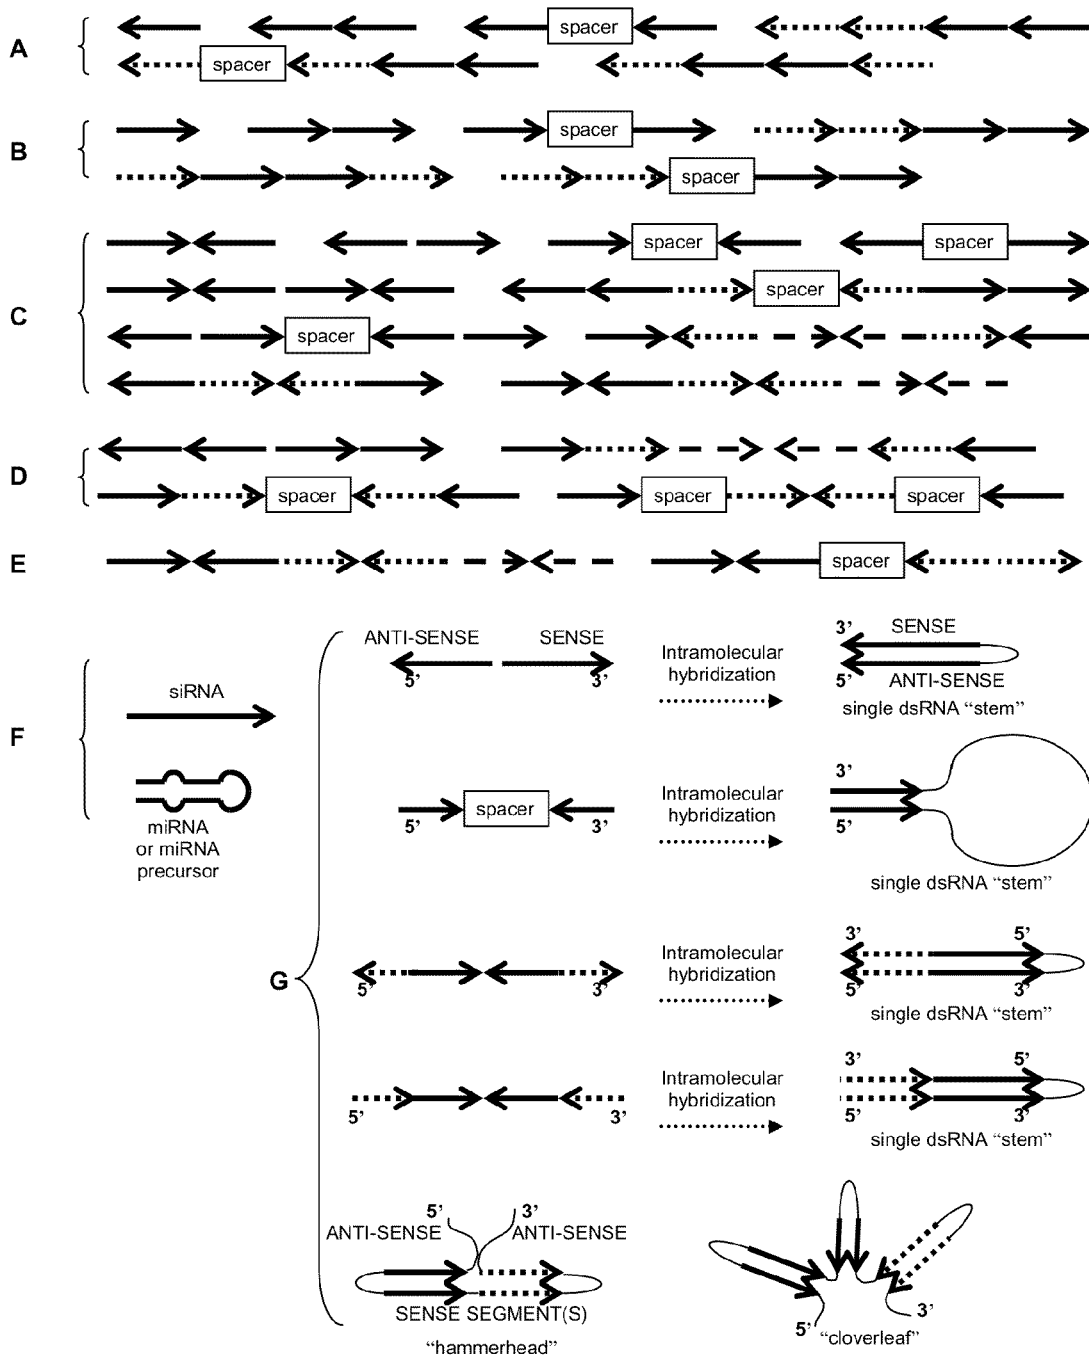 A
spacer
spacer
B
spacer
spacer
C
spacer
spacer
spacer
spacer
D
spacer
spacer
spacer
E
spacer
F
siRNA
miRNA
or miRNA
precursor
G
ANTI-SENSE
SENSE
5’
3’
Intramolecular
hybridization
3’
SENSE
5’
ANTI-SENSE
single dsRNA “stem”
5’
spacer
3’
Intramolecular
hybridization
3’
5’
single dsRNA “stem”
5’
3’
Intramolecular
hybridization
3’
5’
5’
3’
single dsRNA “stem”
5’
3’
Intramolecular
hybridization
3’
5’
5’
3’
single dsRNA “stem”
5’
3’
ANTI-SENSE
ANTI-SENSE
SENSE SEGMENT(S)
“hammerhead”
5’
3’
“cloverleaf”